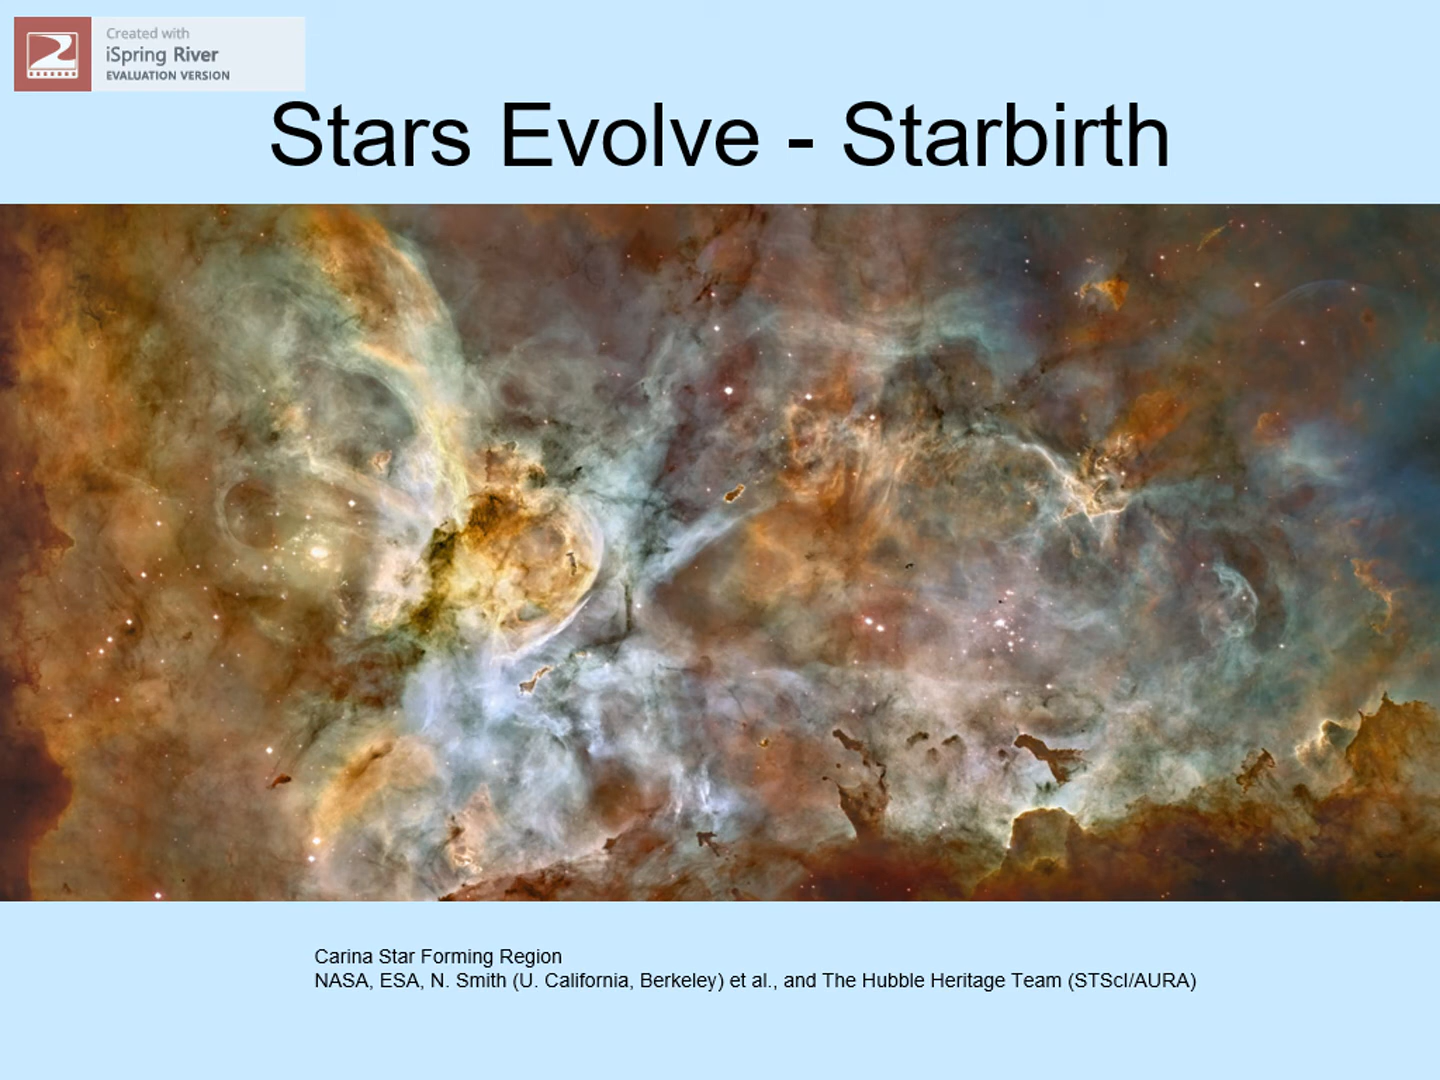 Created with
iSpring River
EVALUATION VERSION
Stars Evolve - Starbirth
Carina Star Forming Region
NASA, ESA, N. Smith (U. California, Berkeley) et al., and The Hubble Heritage Team (STScI/AURA)